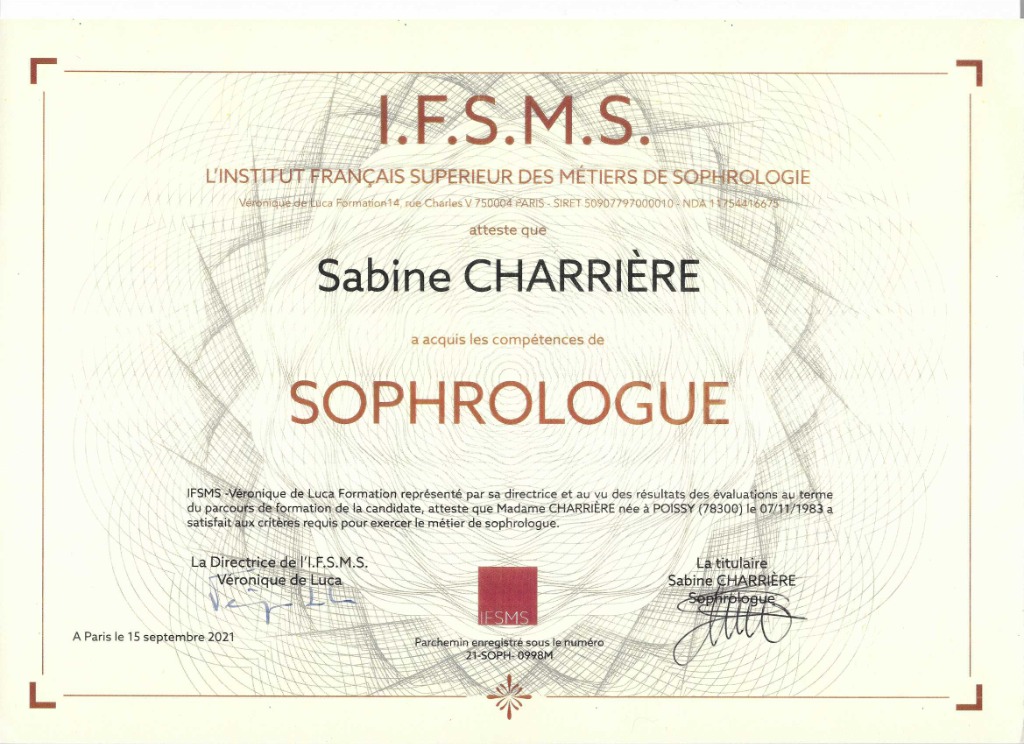 I.F.S.M.S.
L'INSTITUT FRANÇAIS SUPERIEUR DES MÉTIERS DE SOPHROLOGIE
Véronique de Luca Formation14, rue Charles V 750004 PARIS - SIRET 50907797000010 - NDA 11754416675
atteste que
Sabine CHARRIÈRE
a acquis les compétences de
SOPHROLOGUE
IFSMS -Véronique de Luca Formation représenté par sa directrice et au vu des résultats des évaluations au terme
du parcours de formation de la candidate, atteste que Madame CHARRIÈRE née à POISSY (78300) le 07/11/1983 a
satisfait aux critères requis pour exercer le métier de sophrologue.
La Directrice de l'I.F.S.M.S.
Véronique de Luca
La titulaire
Sabine CHARRIÈRE
Sophrologue
IFSMS
A Paris le 15 septembre 2021
Parchemin enregistré sous le numéro
21-SOPH- 0998M